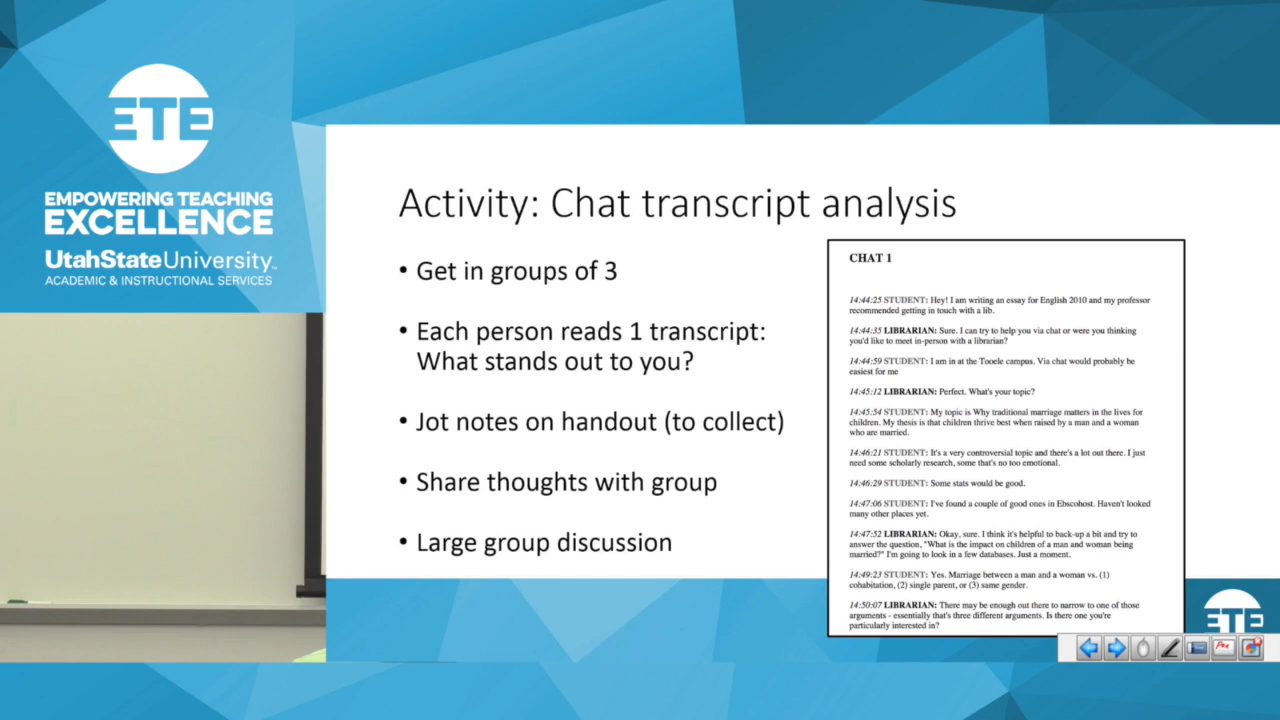 ETE
EMPOWERING TEACHING
EXCELLENCE
UtahStateUniversity™
ACADEMIC & INSTRUCTIONAL SERVICES
Activity: Chat transcript analysis
• Get in groups of 3
• Each person reads 1 transcript:
What stands out to you?
• Jot notes on handout (to collect)
• Share thoughts with group
• Large group discussion
CHAT 1
14:44:25 STUDENT: Hey! I am writing an essay for English 2010 and my professor
recommended getting in touch with a lib.
14:44:35 LIBRARIAN: Sure. I can try to help you via chat or were you thinking
you'd like to meet in-person with a librarian?
14:44:59 STUDENT: I am in at the Tooele campus. Via chat would probably be
easiest for me
14:45:12 LIBRARIAN: Perfect. What's your topic?
14:45:54 STUDENT: My topic is Why traditional marriage matters in the lives for
children. My thesis is that children thrive best when raised by a man and a woman
who are married.
14:46:21 STUDENT: It's a very controversial topic and there's a lot out there. I just
need some scholarly research, some that's no too emotional.
14:46:29 STUDENT: Some stats would be good.
14:47:06 STUDENT: I've found a couple of good ones in Ebscohost. Haven't looked
many other places yet.
14:47:52 LIBRARIAN: Okay, sure. I think it's helpful to back-up a bit and try to
answer the question, "What is the impact on children of a man and woman being
married?" I'm going to look in a few databases. Just a moment.
14:49:23 STUDENT: Yes. Marriage between a man and a woman vs. (1)
cohabitation, (2) single parent, or (3) same gender.
14:50:07 LIBRARIAN: There may be enough out there to narrow to one of those
arguments - essentially that's three different arguments. Is there one you're
particularly interested in?
ETE
Pen